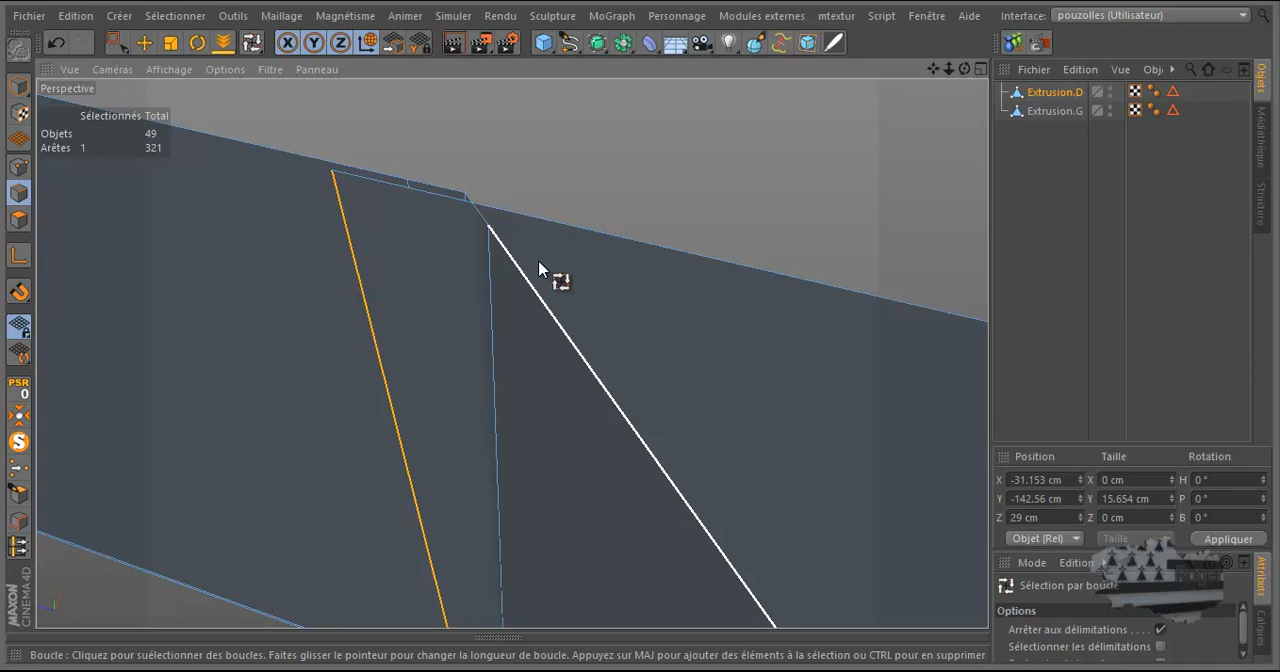 Fichier Edition Créer Sélectionner Outils Maillage Magnétisme Animer Simuler Rendu Sculpture MoGraph Personnage Modules externes mtextur Script Fenêtre Aide Interface: pouzolles (Utilisateur)
Vue Caméras Affichage Options Filtre Panneau
Fichier Edition Vue Obj
Perspective
Sélectionnés Total
Objets 49
Arêtes 1 321
Extrusion.D
Extrusion.G
Objets
Médiathèque
Structure
X Y Z
PSR
0
S
MAXON
CINEMA 4D
Position Taille Rotation
X -31.153 cm X 0 cm H 0 °
Y -142.56 cm Y 15.654 cm P 0 °
Z 29 cm Z 0 cm B 0 °
Objet (Rel) Taille Appliquer
Mode Edition
Sélection par boucle
Options
Arrêter aux délimitations . . . .
Sélectionner les délimitations
Attributs
Calques
Boucle : Cliquez pour suélectionner des boucles. Faites glisser le pointeur pour changer la longueur de boucle. Appuyez sur MAJ pour ajouter des éléments à la sélection ou CTRL pour en supprimer